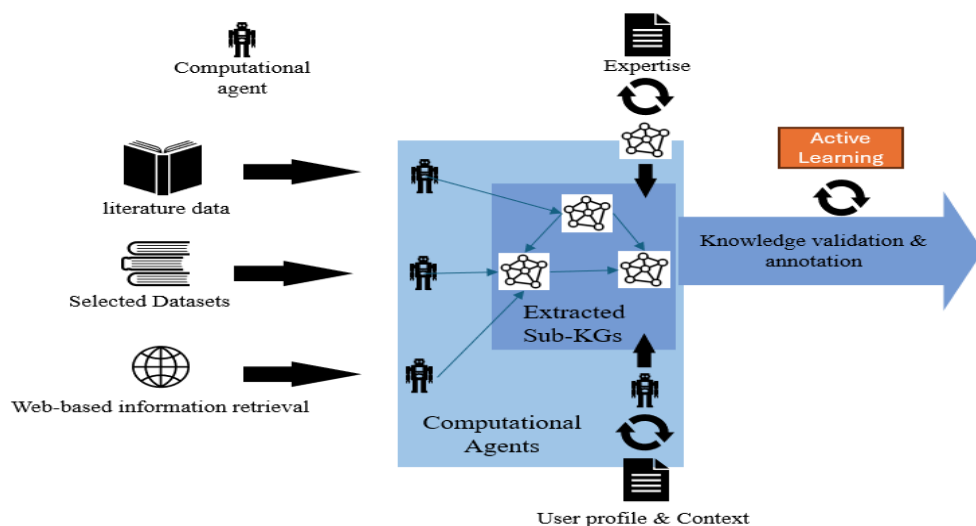 Computational
agent
Expertise
Active
Learning
literature data
Knowledge validation &
annotation
Selected Datasets
Extracted
Sub-KGs
Web-based information retrieval
Computational
Agents
User profile & Context